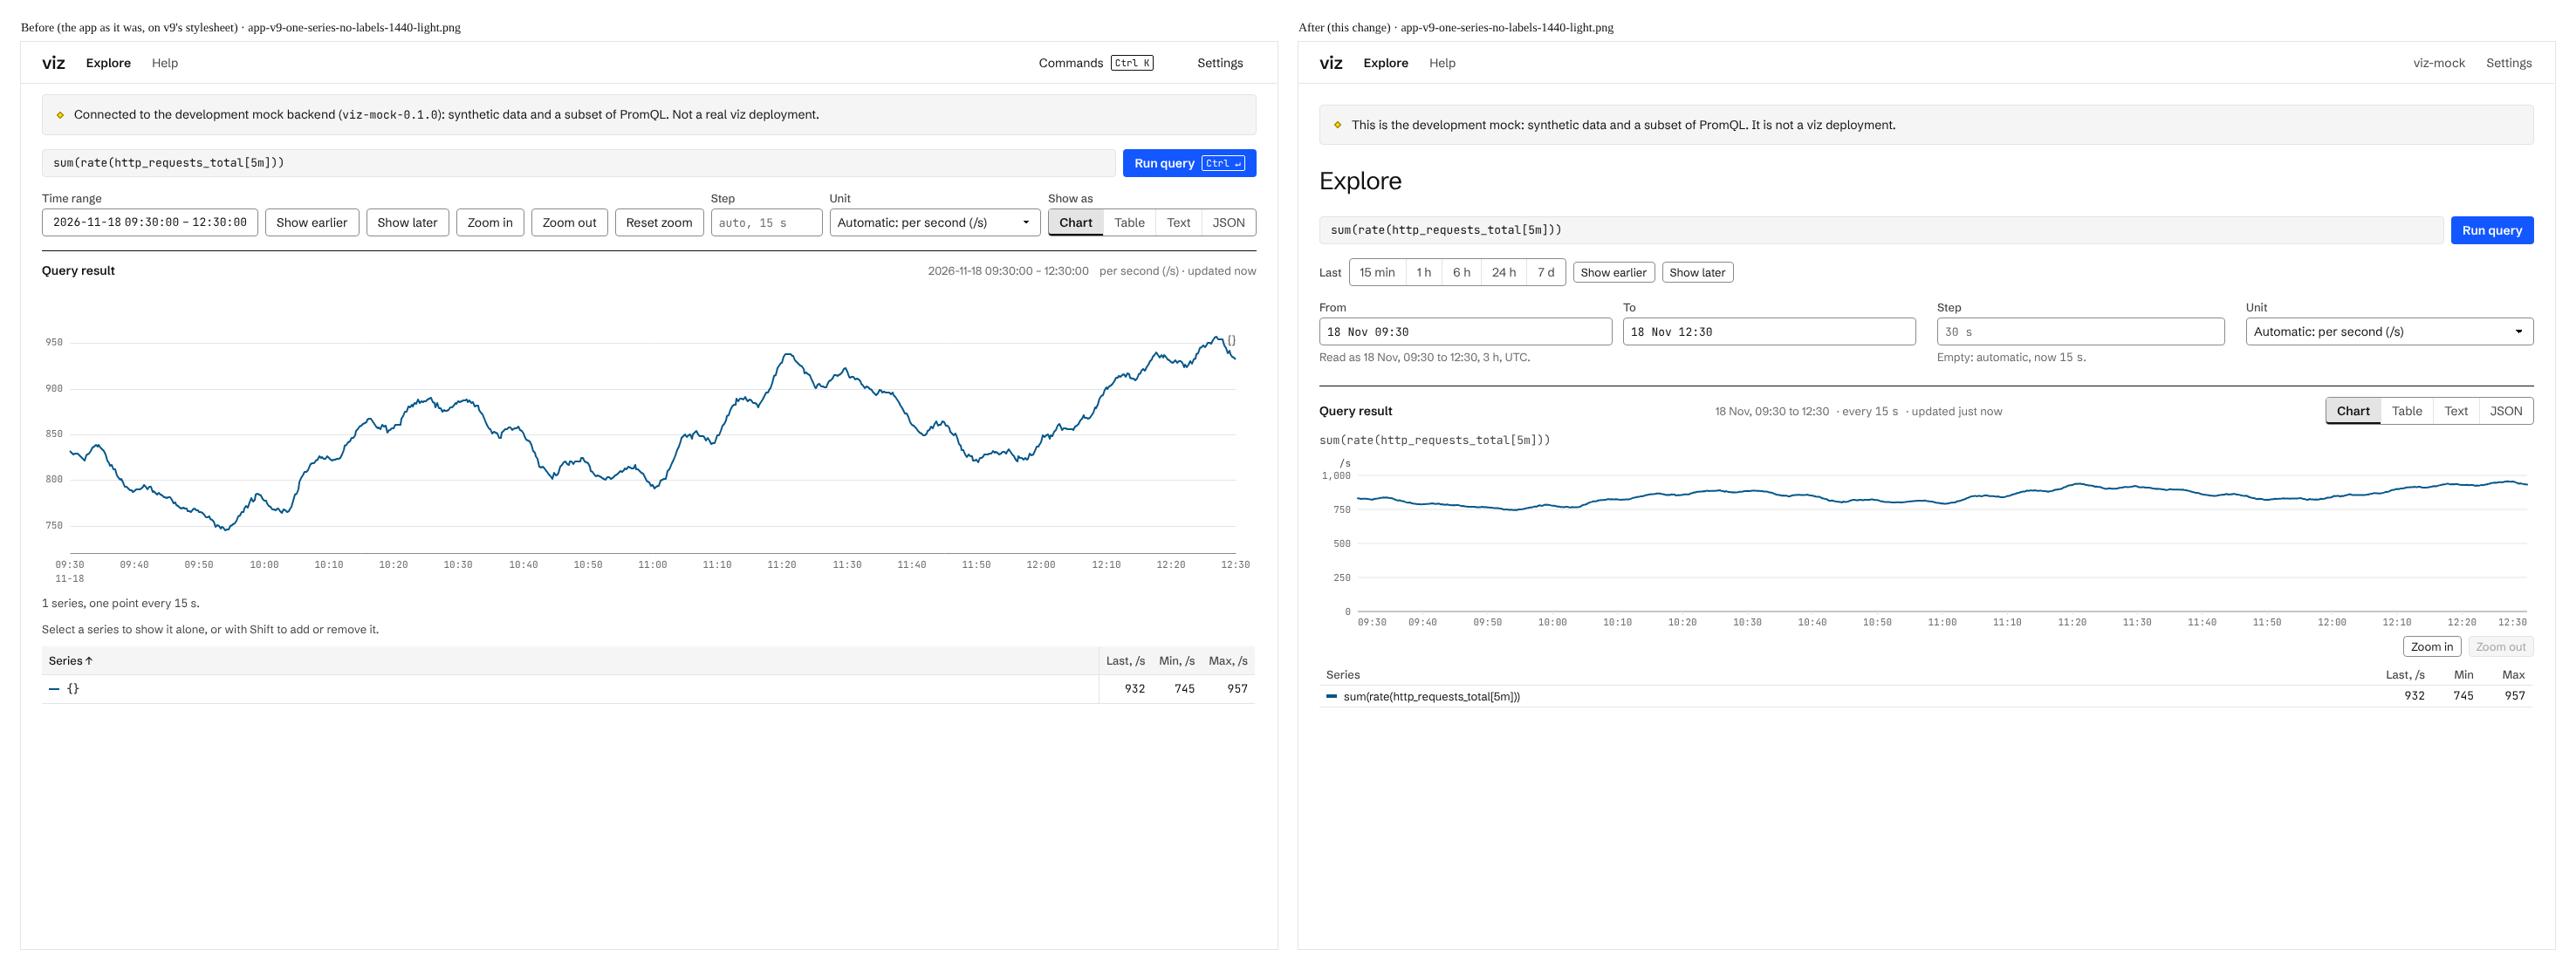 Before (the app as it was, on v9's stylesheet) · app-v9-one-series-no-labels-1440-light.png
viz Explore Help Commands Ctrl K Settings
Connected to the development mock backend (viz-mock-0.1.0): synthetic data and a subset of PromQL. Not a real viz deployment.
sum(rate(http_requests_total[5m])) Run query Ctrl ↵
Time range Step Unit Show as
2026-11-18 09:30:00 – 12:30:00 Show earlier Show later Zoom in Zoom out Reset zoom auto, 15 s Automatic: per second (/s) Chart Table Text JSON
Query result 2026-11-18 09:30:00 – 12:30:00 per second (/s) · updated now
950 {}
900
850
800
750
09:30 09:40 09:50 10:00 10:10 10:20 10:30 10:40 10:50 11:00 11:10 11:20 11:30 11:40 11:50 12:00 12:10 12:20 12:30
11-18
1 series, one point every 15 s.
Select a series to show it alone, or with Shift to add or remove it.
Series ↑ Last, /s Min, /s Max, /s
{} 932 745 957
After (this change) · app-v9-one-series-no-labels-1440-light.png
viz Explore Help viz-mock Settings
This is the development mock: synthetic data and a subset of PromQL. It is not a viz deployment.
Explore
sum(rate(http_requests_total[5m])) Run query
Last 15 min 1 h 6 h 24 h 7 d Show earlier Show later
From To Step Unit
18 Nov 09:30 18 Nov 12:30 30 s Automatic: per second (/s)
Read as 18 Nov, 09:30 to 12:30, 3 h, UTC. Empty: automatic, now 15 s.
Query result 18 Nov, 09:30 to 12:30 · every 15 s · updated just now Chart Table Text JSON
sum(rate(http_requests_total[5m]))
/s
1,000
750
500
250
0
09:30 09:40 09:50 10:00 10:10 10:20 10:30 10:40 10:50 11:00 11:10 11:20 11:30 11:40 11:50 12:00 12:10 12:20 12:30
Zoom in Zoom out
Series Last, /s Min Max
sum(rate(http_requests_total[5m])) 932 745 957